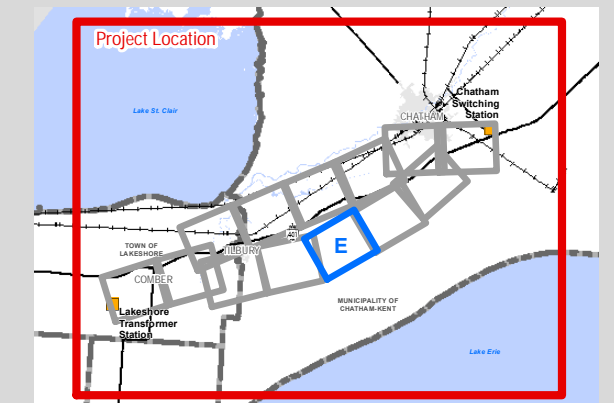 Project Location
Lake St. Clair
Chatham
Switching
Station
CHATHAM
401
TOWN OF
LAKESHORE
TILBURY
E
COMBER
MUNICIPALITY OF
CHATHAM-KENT
Lakeshore
Transformer
Station
Lake Erie